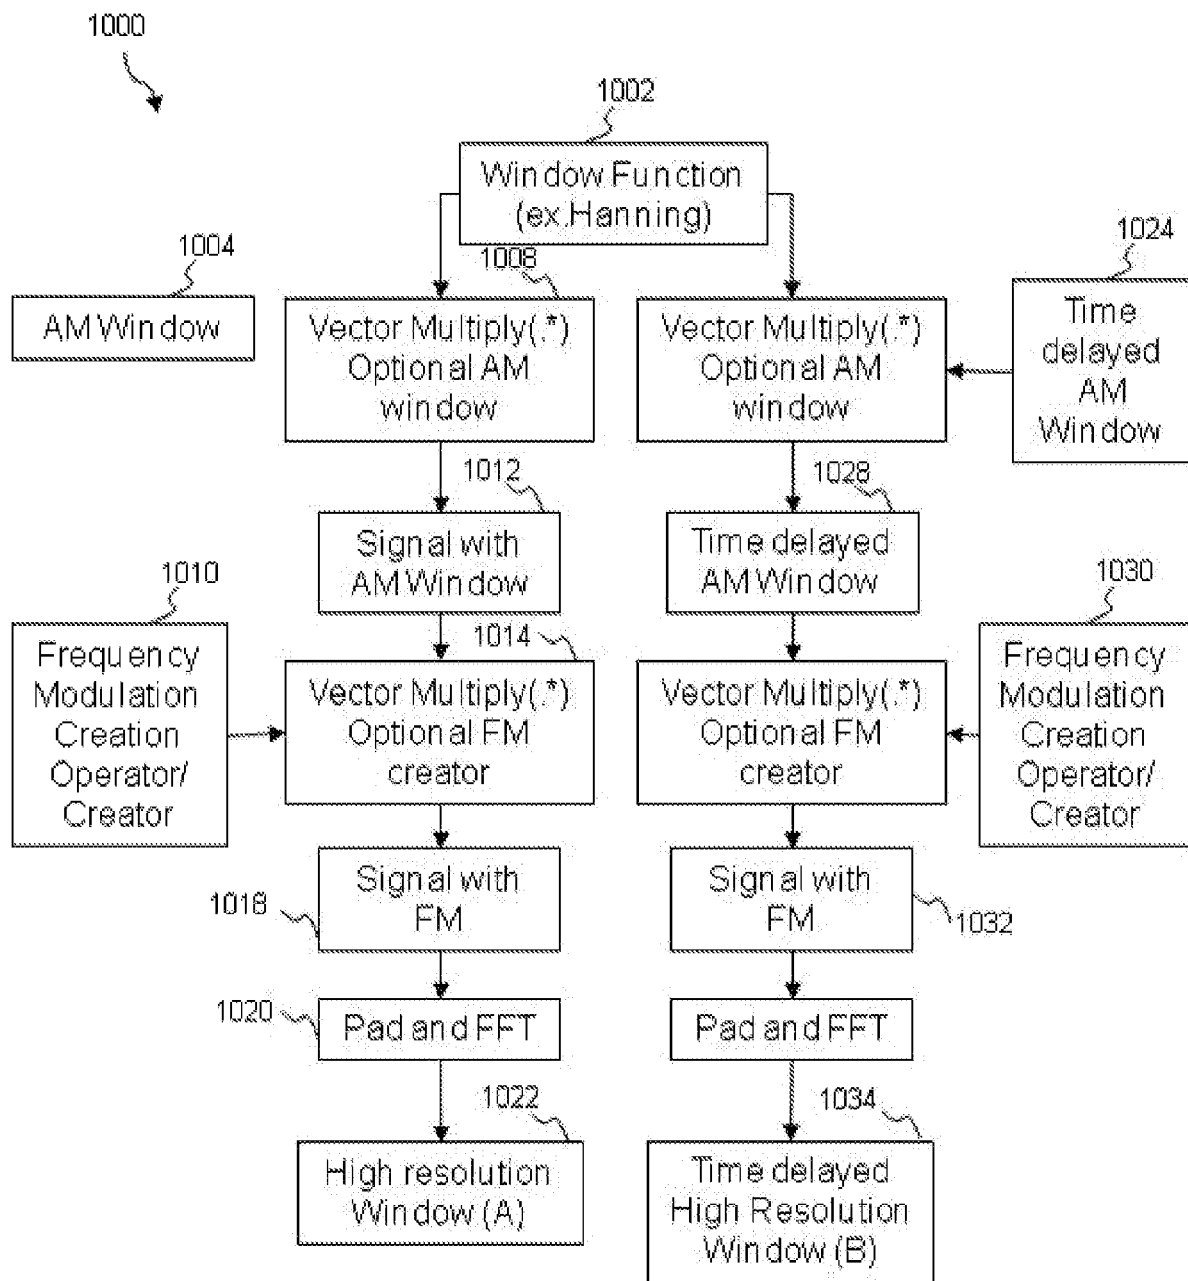 1000
1002
Window Function
(ex.Hanning)
1004
AM Window
1008
Vector Multiply(.*)
Optional AM
window
Vector Multiply(.*)
Optional AM
window
1024
Time
delayed
AM
Window
1012
Signal with
AM Window
1028
Time delayed
AM Window
1010
Frequency
Modulation
Creation
Operator/
Creator
1014
Vector Multiply(.*)
Optional FM
creator
Vector Multiply(.*)
Optional FM
creator
1030
Frequency
Modulation
Creation
Operator/
Creator
1018
Signal with
FM
Signal with
FM
1032
1020
Pad and FFT
Pad and FFT
1022
High resolution
Window (A)
1034
Time delayed
High Resolution
Window (B)